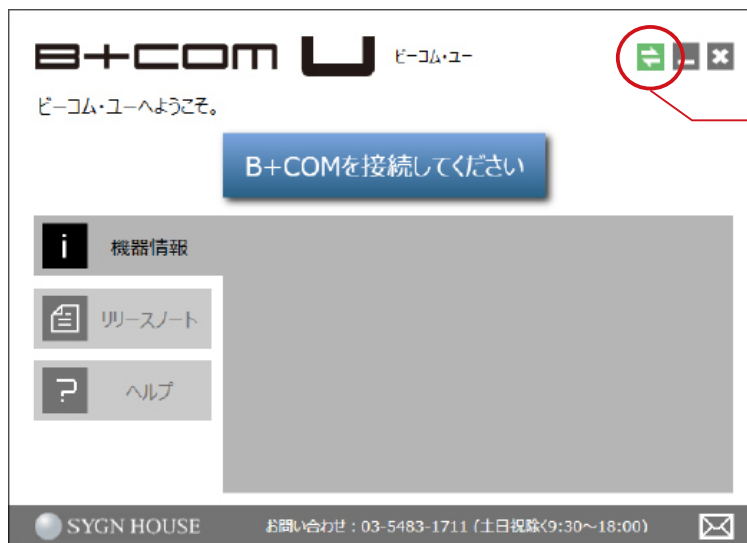 B+COM U ビーコム・ユー
ビーコム・ユーへようこそ。
B+COMを接続してください
i 機器情報
リリースノート
? ヘルプ
SYGN HOUSE お問い合わせ：03-5483-1711 (土日祝除く9:30～18:00)